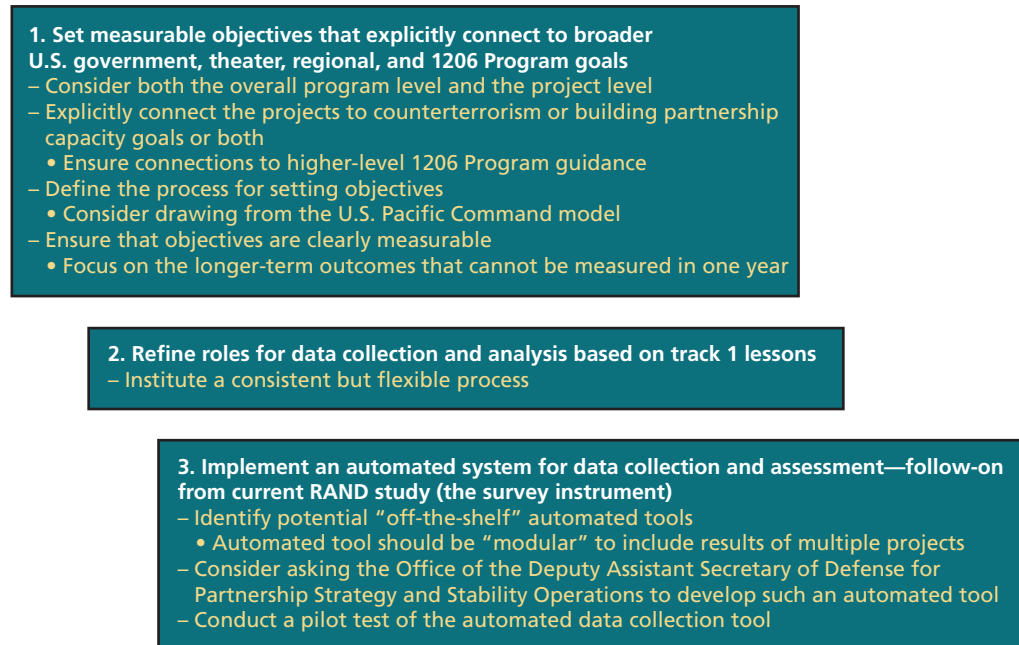 1. Set measurable objectives that explicitly connect to broader
U.S. government, theater, regional, and 1206 Program goals
– Consider both the overall program level and the project level
– Explicitly connect the projects to counterterrorism or building partnership
capacity goals or both
• Ensure connections to higher-level 1206 Program guidance
– Define the process for setting objectives
• Consider drawing from the U.S. Pacific Command model
– Ensure that objectives are clearly measurable
• Focus on the longer-term outcomes that cannot be measured in one year
2. Refine roles for data collection and analysis based on track 1 lessons
– Institute a consistent but flexible process
3. Implement an automated system for data collection and assessment—follow-on
from current RAND study (the survey instrument)
– Identify potential “off-the-shelf” automated tools
• Automated tool should be “modular” to include results of multiple projects
– Consider asking the Office of the Deputy Assistant Secretary of Defense for
Partnership Strategy and Stability Operations to develop such an automated tool
– Conduct a pilot test of the automated data collection tool